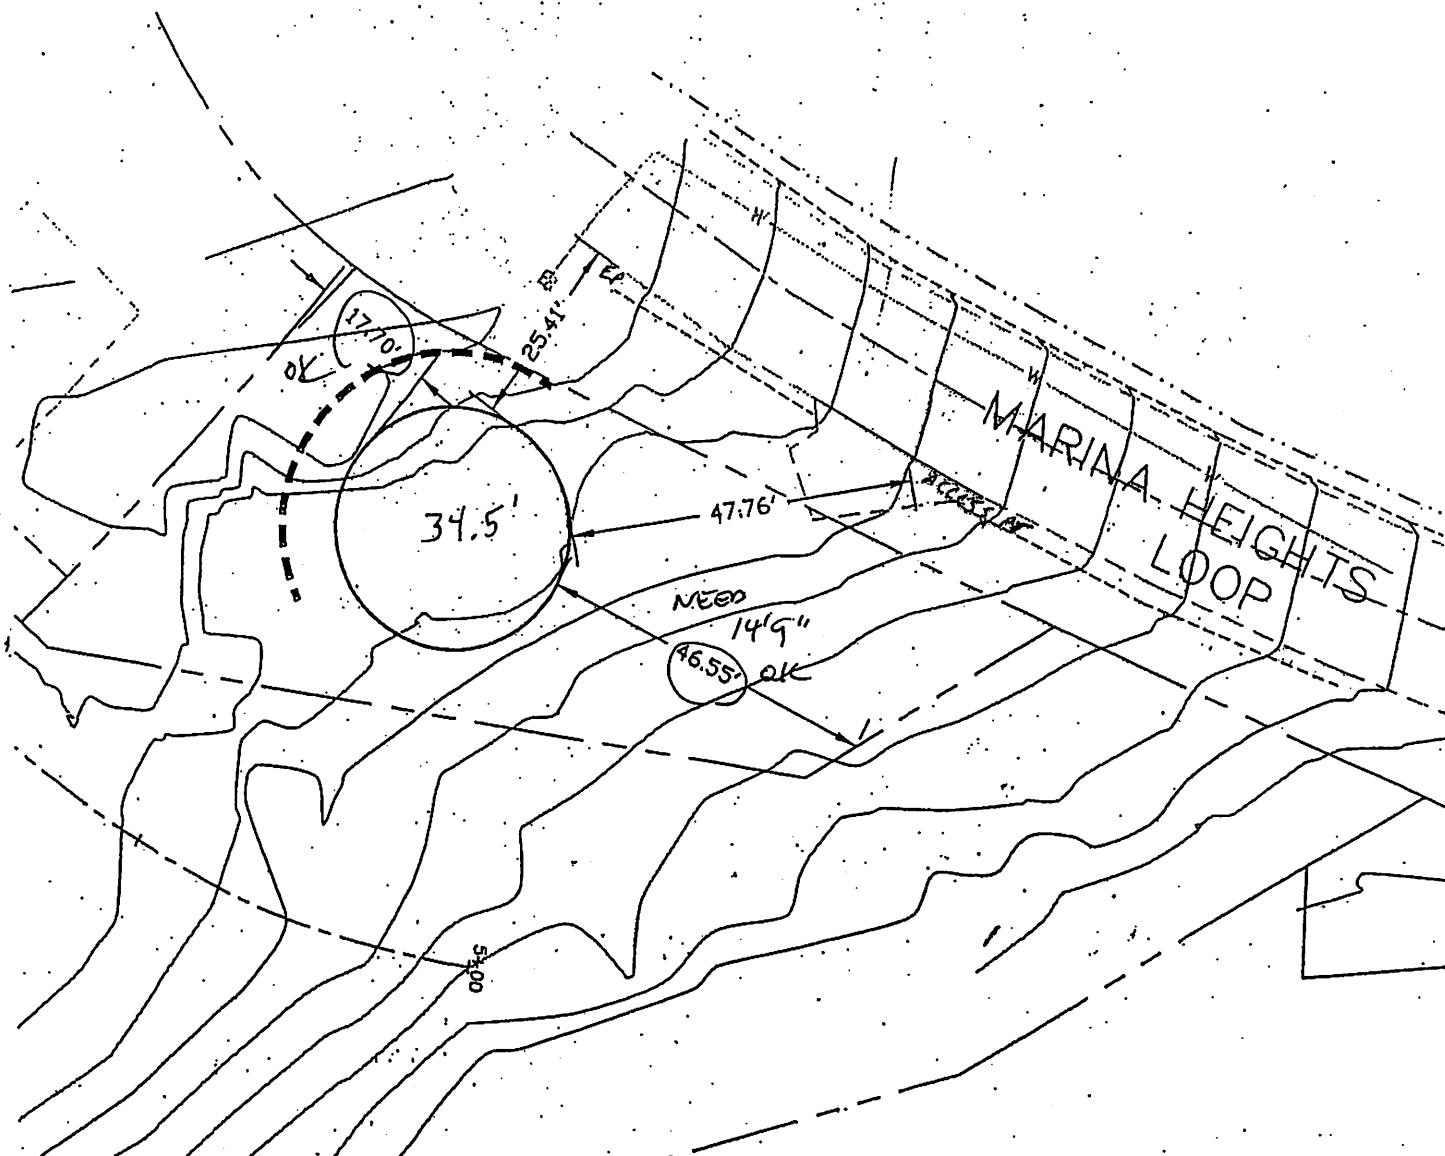 W
EP
25.41'
17.70'
OK
W
MARINA HEIGHTS
LOOP
W
34.5'
47.76'
ACCESS
NEED
14'9"
46.55'
OK
5+00